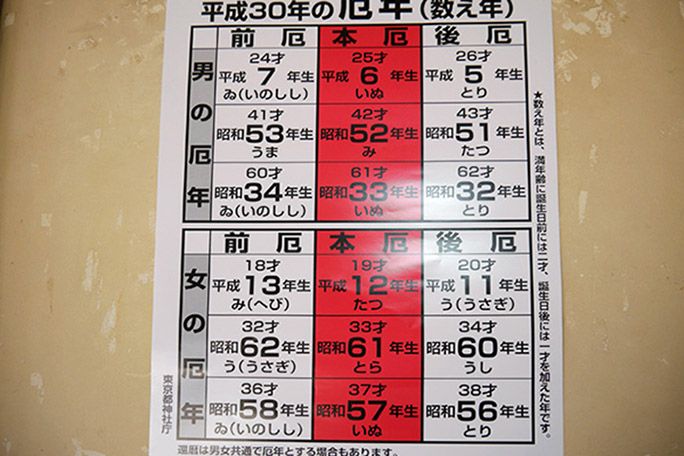 平成30年の厄年(数え年)
男の厄年
前厄 本厄 後厄
24才 25才 26才
平成7年生 平成6年生 平成5年生
ゐ(いのしし) いぬ とり
41才 42才 43才
昭和53年生 昭和52年生 昭和51年生
うま み たつ
60才 61才 62才
昭和34年生 昭和33年生 昭和32年生
ゐ(いのしし) いぬ とり
女の厄年
前厄 本厄 後厄
18才 19才 20才
平成13年生 平成12年生 平成11年生
み(へび) たつ う(うさぎ)
32才 33才 34才
昭和62年生 昭和61年生 昭和60年生
う(うさぎ) とら うし
36才 37才 38才
昭和58年生 昭和57年生 昭和56年生
ゐ(いのしし) いぬ とり
★数え年とは、満年齢に誕生日前には二才、誕生日後には一才を加えた年です。
東京都神社庁
還暦は男女共通で厄年とする場合もあります。